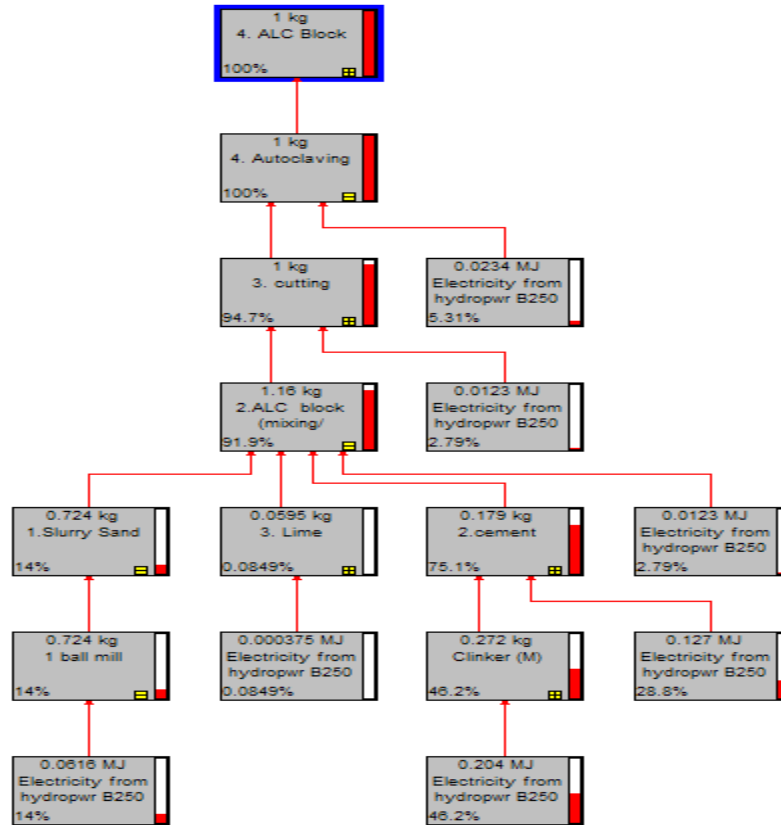 1 kg
4. ALC Block
100%
1 kg
4. Autoclaving
100%
1 kg
3. cutting
94.7%
0.0234 MJ
Electricity from
hydropwr B250
5.31%
1.16 kg
2.ALC block
(mixing/
91.9%
0.0123 MJ
Electricity from
hydropwr B250
2.79%
0.724 kg
1.Slurry Sand
14%
0.0595 kg
3. Lime
0.0849%
0.179 kg
2.cement
75.1%
0.0123 MJ
Electricity from
hydropwr B250
2.79%
0.724 kg
1 ball mill
14%
0.000375 MJ
Electricity from
hydropwr B250
0.0849%
0.272 kg
Clinker (M)
46.2%
0.127 MJ
Electricity from
hydropwr B250
28.8%
0.0616 MJ
Electricity from
hydropwr B250
14%
0.204 MJ
Electricity from
hydropwr B250
46.2%